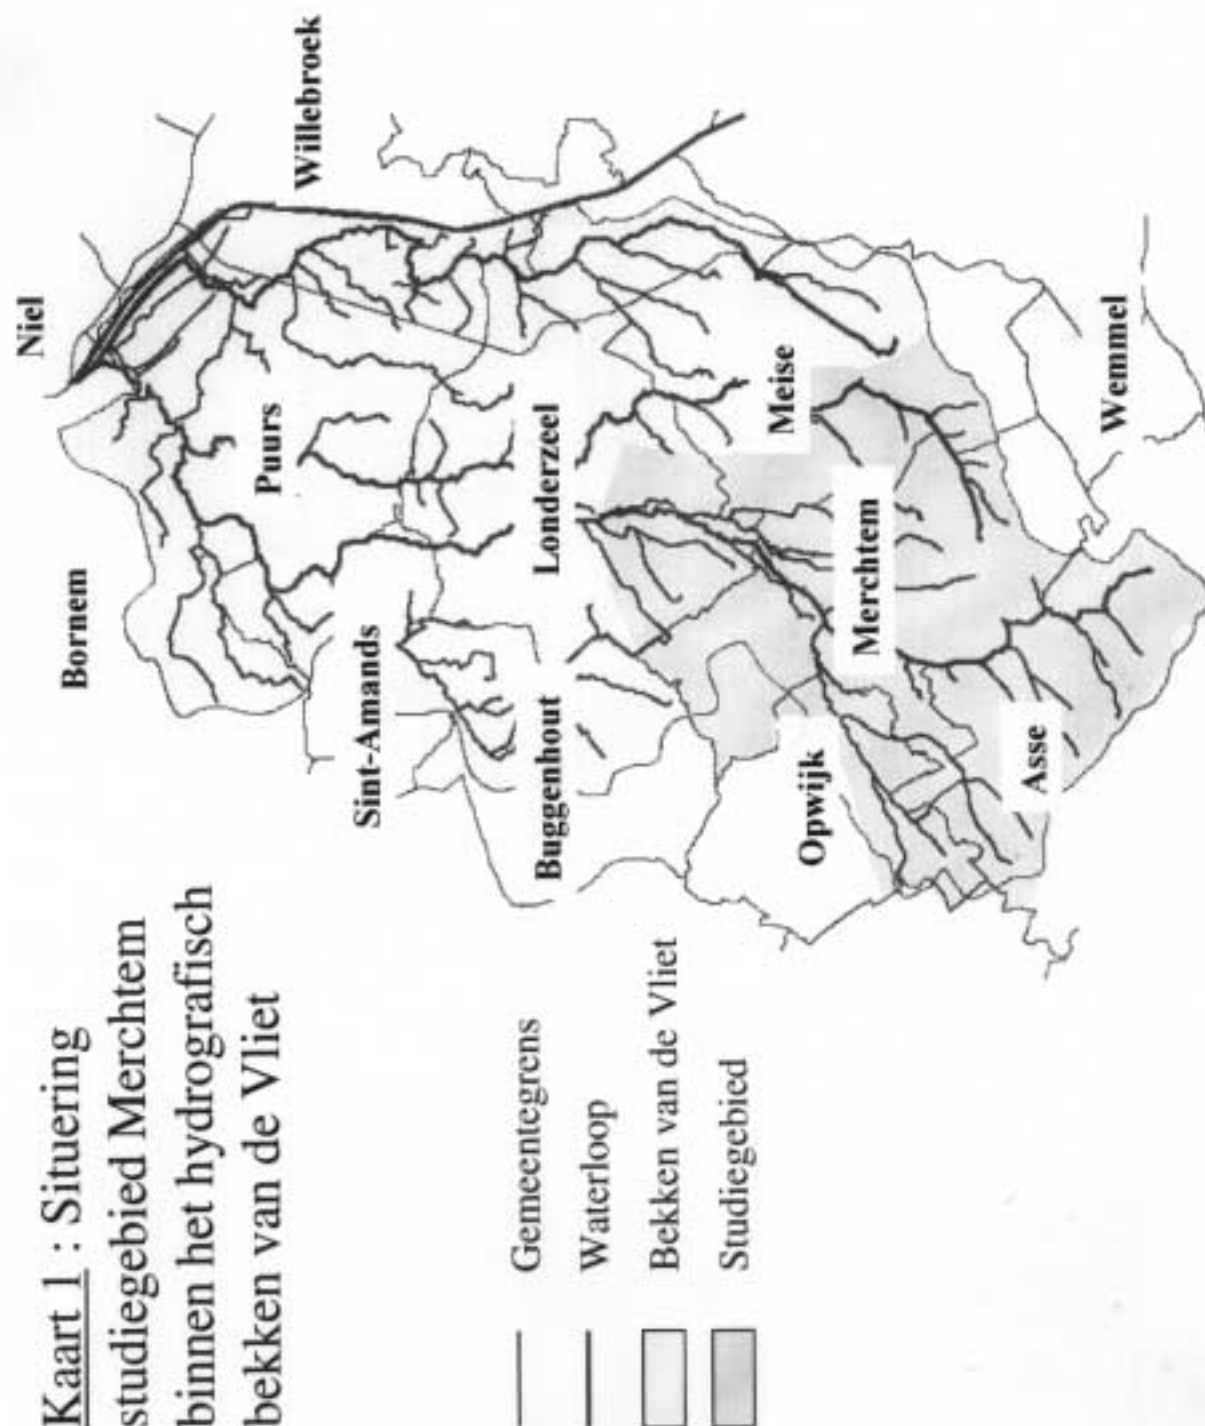 Kaart 1 : Situering
studiegebied Merchtem
binnen het hydrografisch
bekken van de Vliet
Gemeentegrens
Waterloop
Bekken van de Vliet
Studiegebied
Niel
Willebroek
Bornem
Puurs
Sint-Amands
Londerzeel
Buggenhout
Meise
Merchtem
Opwijk
Wemmel
Asse